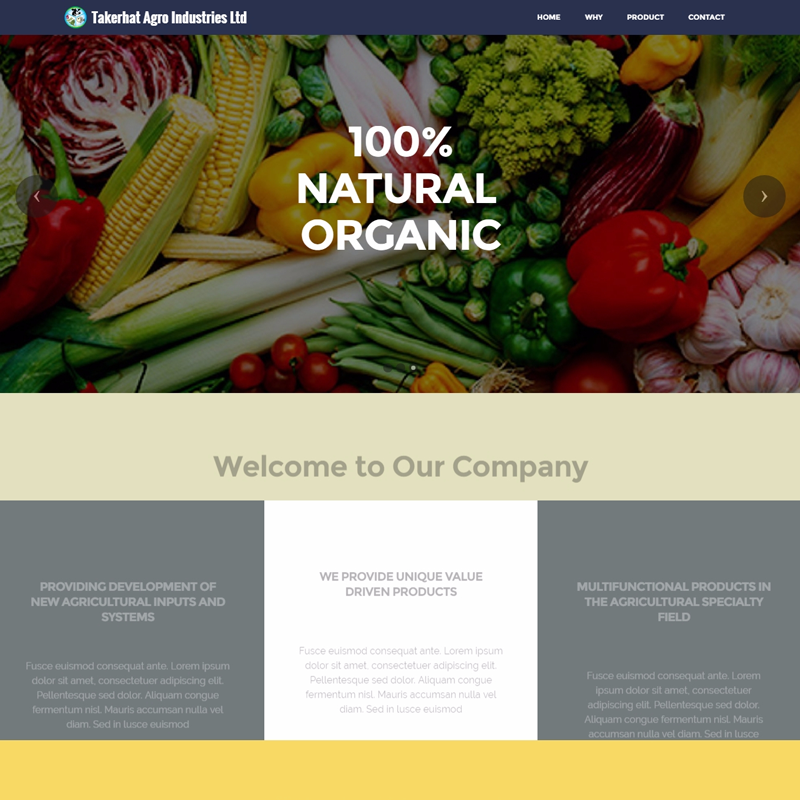 Takerhat Agro Industries Ltd
HOME WHY PRODUCT CONTACT
100%
NATURAL
ORGANIC
Welcome to Our Company
PROVIDING DEVELOPMENT OF
NEW AGRICULTURAL INPUTS AND
SYSTEMS
Fusce euismod consequat ante. Lorem ipsum
dolor sit amet, consectetuer adipiscing elit.
Pellentesque sed dolor. Aliquam congue
fermentum nisl. Mauris accumsan nulla vel
diam. Sed in lusce euismod
WE PROVIDE UNIQUE VALUE
DRIVEN PRODUCTS
Fusce euismod consequat ante. Lorem ipsum
dolor sit amet, consectetuer adipiscing elit.
Pellentesque sed dolor. Aliquam congue
fermentum nisl. Mauris accumsan nulla vel
diam. Sed in lusce euismod
MULTIFUNCTIONAL PRODUCTS IN
THE AGRICULTURAL SPECIALTY
FIELD
Fusce euismod consequat ante. Lorem
ipsum dolor sit amet, consectetuer
adipiscing elit. Pellentesque sed dolor.
Aliquam congue fermentum nisl. Mauris
accumsan nulla vel diam. Sed in lusce